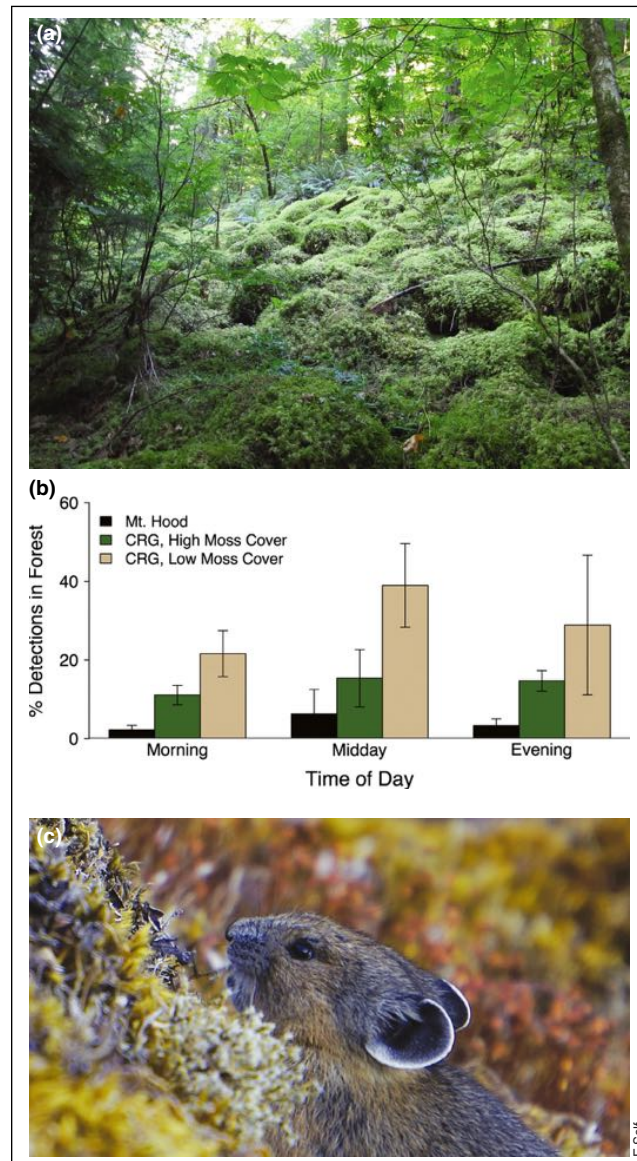 (a)
(b)
60
40
20
0
% Detections in Forest
Mt. Hood
CRG, High Moss Cover
CRG, Low Moss Cover
Morning
Midday
Evening
Time of Day
(c)